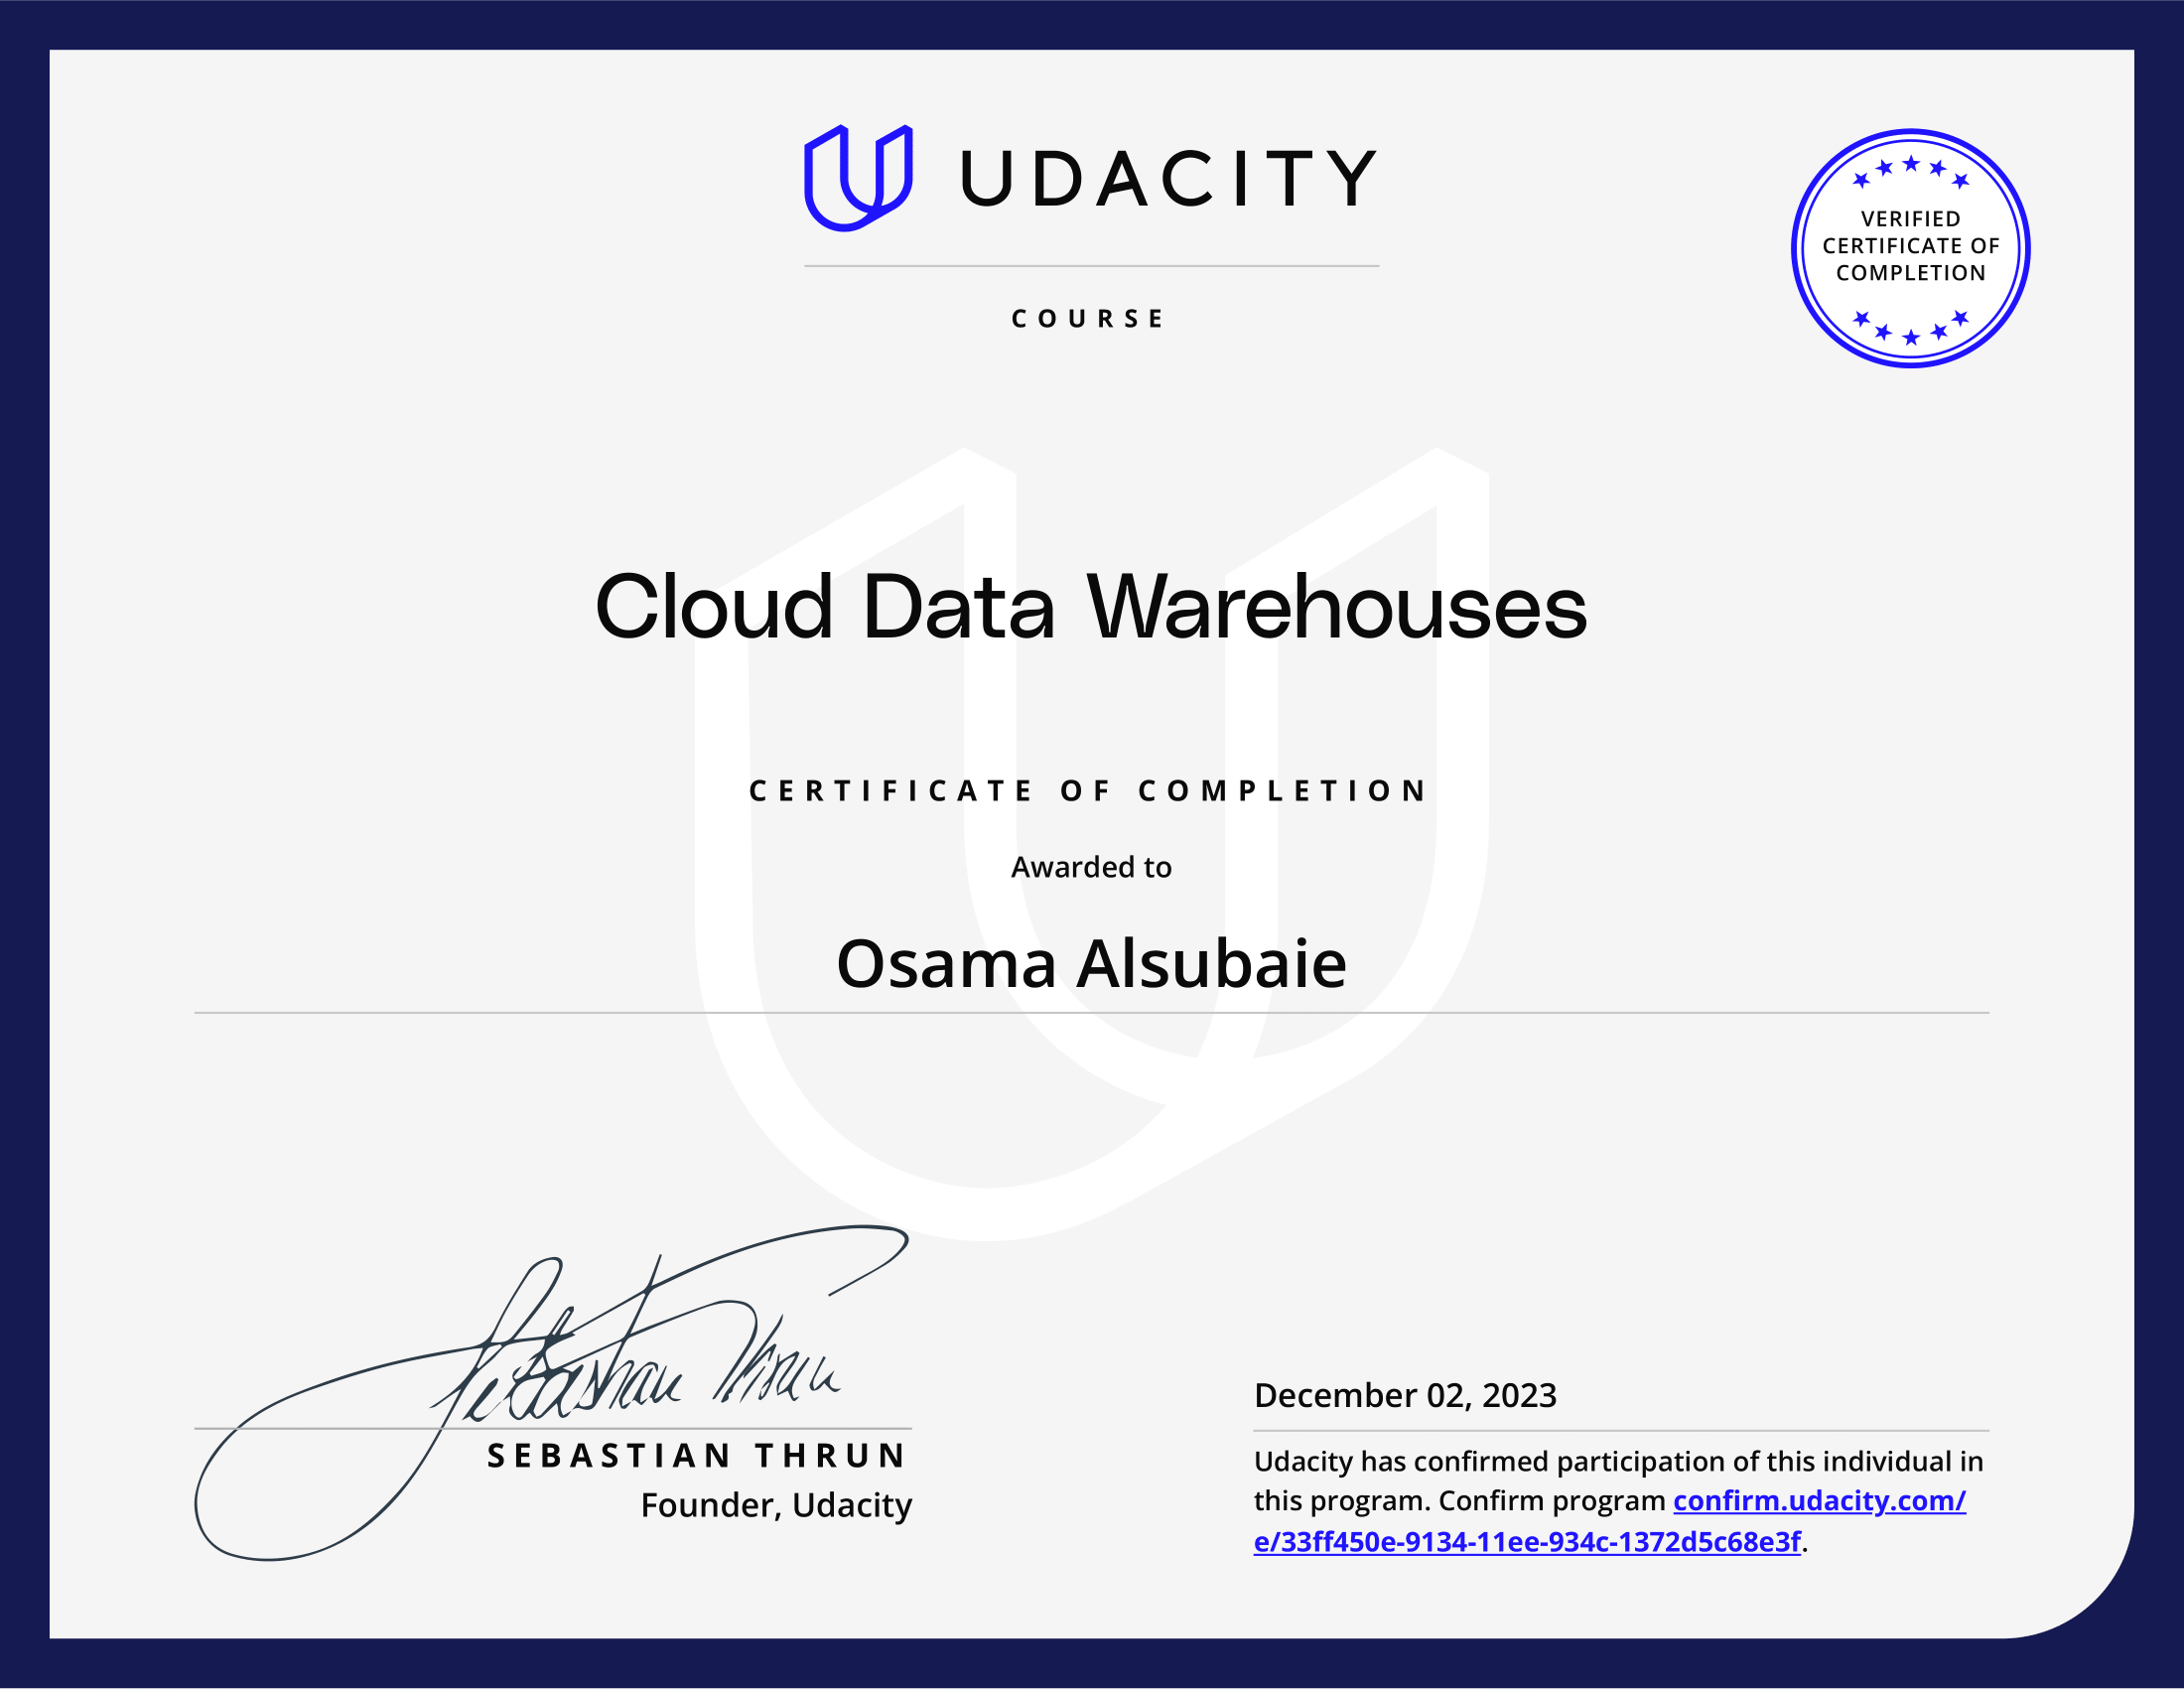 UDACITY
VERIFIED
CERTIFICATE OF
COMPLETION
COURSE
Cloud Data Warehouses
CERTIFICATE OF COMPLETION
Awarded to
Osama Alsubaie
Sebastian Thrun
SEBASTIAN THRUN
Founder, Udacity
December 02, 2023
Udacity has confirmed participation of this individual in
this program. Confirm program confirm.udacity.com/
e/33ff450e-9134-11ee-934c-1372d5c68e3f.